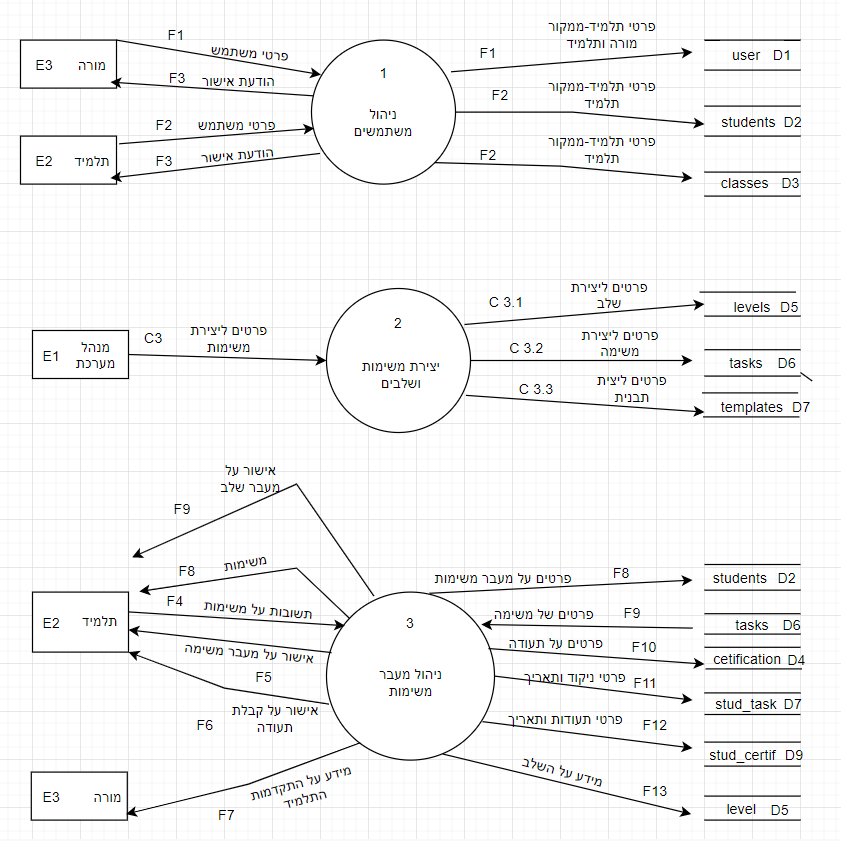 F1
פרטי משתמש
F3
הודעת אישור
E3 מורה
F2
פרטי משתמש
F3
הודעת אישור
E2 תלמיד
1
ניהול
משתמשים
F1
פרטי תלמיד-ממקור
מורה ותלמיד
user D1
F2
פרטי תלמיד-ממקור
תלמיד
students D2
F2
פרטי תלמיד-ממקור
תלמיד
classes D3
E1
מנהל
מערכת
C3
פרטים ליצירת
משימות
2
יצירת משימות
ושלבים
C 3.1
פרטים ליצירת
שלב
levels D5
C 3.2
פרטים ליצירת
משימה
tasks D6
C 3.3
פרטים ליצית
תבנית
templates D7
אישור על
מעבר שלב
F9
משימות
F8
F4
תשובות על משימות
E2 תלמיד
אישור על מעבר משימה
F5
אישור על קבלת
תעודה
F6
E3 מורה
מידע על התקדמות
התלמיד
F7
3
ניהול מעבר
משימות
פרטים על מעבר משימות
F8
students D2
פרטים של משימה
F9
tasks D6
פרטים על תעודה
F10
cetification D4
פרטי ניקוד ותאריך
F11
stud_task D7
פרטי תעודות ותאריך
F12
stud_certif D9
מידע על השלב
F13
level D5